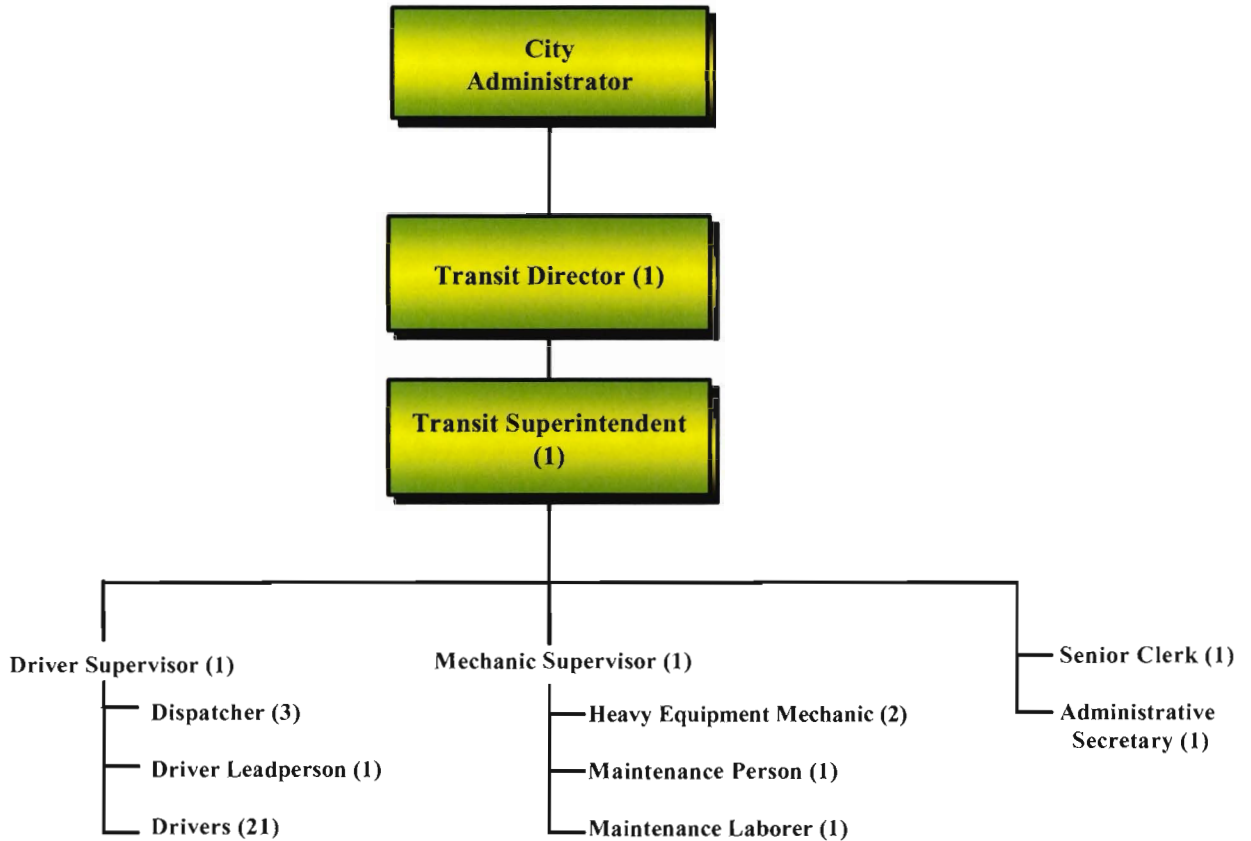 City
Administrator
Transit Director (1)
Transit Superintendent
(1)
Driver Supervisor (1)
Dispatcher (3)
Driver Leadperson (1)
Drivers (21)
Mechanic Supervisor (1)
Heavy Equipment Mechanic (2)
Maintenance Person (1)
Maintenance Laborer (1)
Senior Clerk (1)
Administrative
Secretary (1)